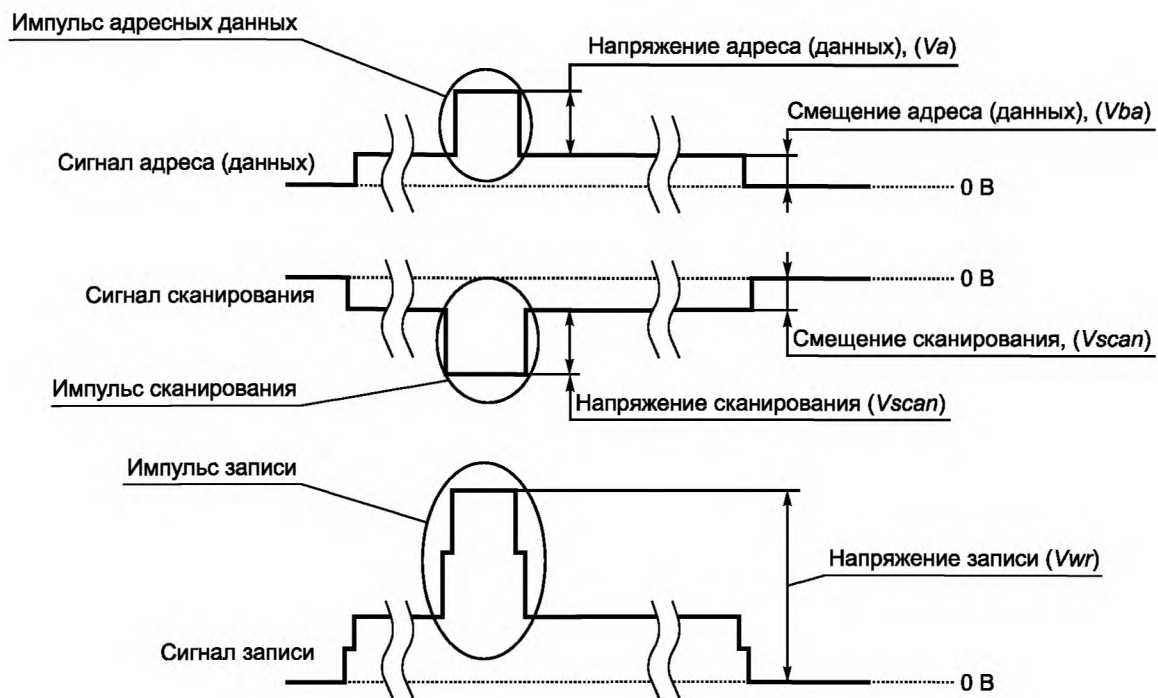 Импульс адресных данных
Напряжение адреса (данных), (Va)
Смещение адреса (данных), (Vba)
Сигнал адреса (данных)
0 В
0 В
Сигнал сканирования
Смещение сканирования, (Vscan)
Импульс сканирования
Напряжение сканирования (Vscan)
Импульс записи
Напряжение записи (Vwr)
Сигнал записи
0 В